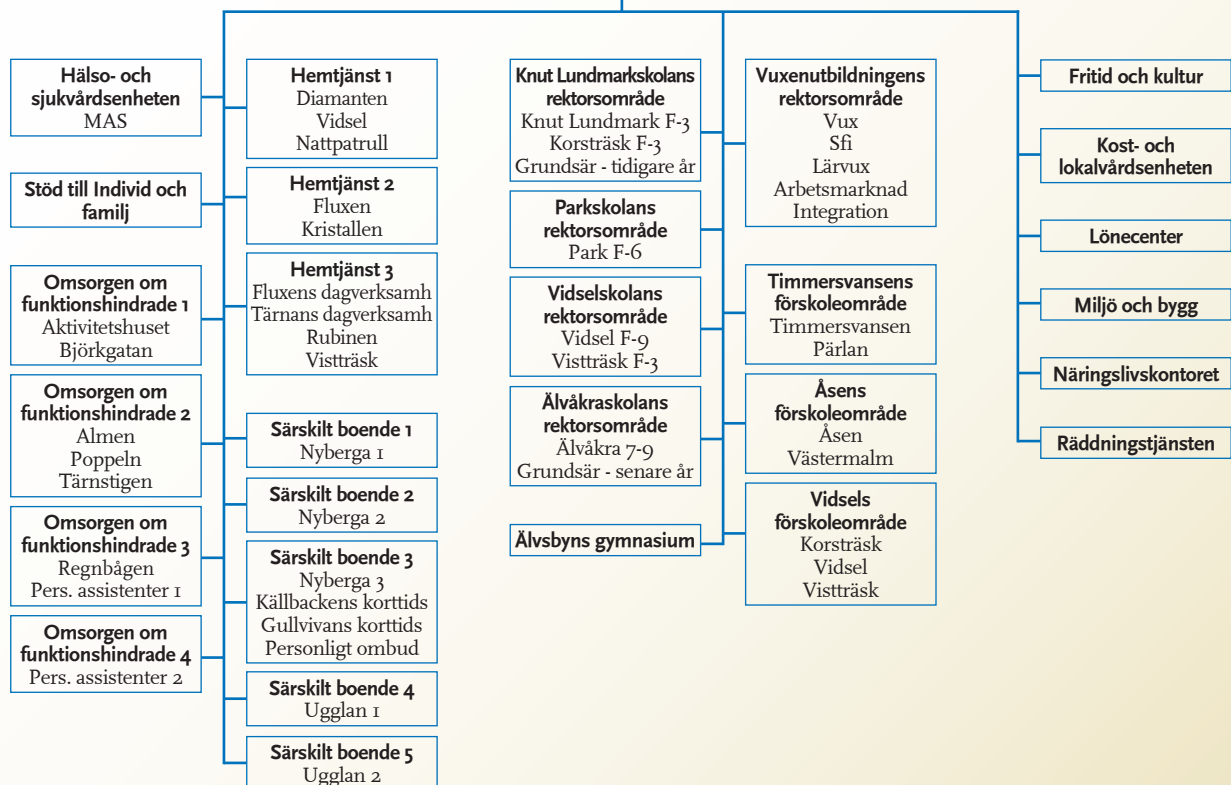 Hälso- och
sjukvårdsenheten
MAS
Stöd till Individ och
familj
Omsorgen om
funktionshindrade 1
Aktivitetshuset
Björkgatan
Omsorgen om
funktionshindrade 2
Almen
Poppeln
Tärnstigen
Omsorgen om
funktionshindrade 3
Regnbågen
Pers. assistenter 1
Omsorgen om
funktionshindrade 4
Pers. assistenter 2
Hemtjänst 1
Diamanten
Vidsel
Nattpatrull
Hemtjänst 2
Fluxen
Kristallen
Hemtjänst 3
Fluxens dagverksamh
Tärnans dagverksamh
Rubinen
Vistträsk
Särskilt boende 1
Nyberga 1
Särskilt boende 2
Nyberga 2
Särskilt boende 3
Nyberga 3
Källbackens korttids
Gullvivans korttids
Personligt ombud
Särskilt boende 4
Ugglan 1
Särskilt boende 5
Ugglan 2
Knut Lundmarkskolans
rektorsområde
Knut Lundmark F-3
Korsträsk F-3
Grundsär - tidigare år
Parkskolans
rektorsområde
Park F-6
Vidselskolans
rektorsområde
Vidsel F-9
Vistträsk F-3
Älvåkraskolans
rektorsområde
Älvåkra 7-9
Grundsär - senare år
Älvsbyns gymnasium
Vuxenutbildningens
rektorsområde
Vux
Sfi
Lärvux
Arbetsmarknad
Integration
Timmersvansens
förskoleområde
Timmersvansen
Pärlan
Åsens
förskoleområde
Åsen
Västermalm
Vidsels
förskoleområde
Korsträsk
Vidsel
Vistträsk
Fritid och kultur
Kost- och
lokalvårdsenheten
Lönecenter
Miljö och bygg
Näringslivskontoret
Räddningstjänsten